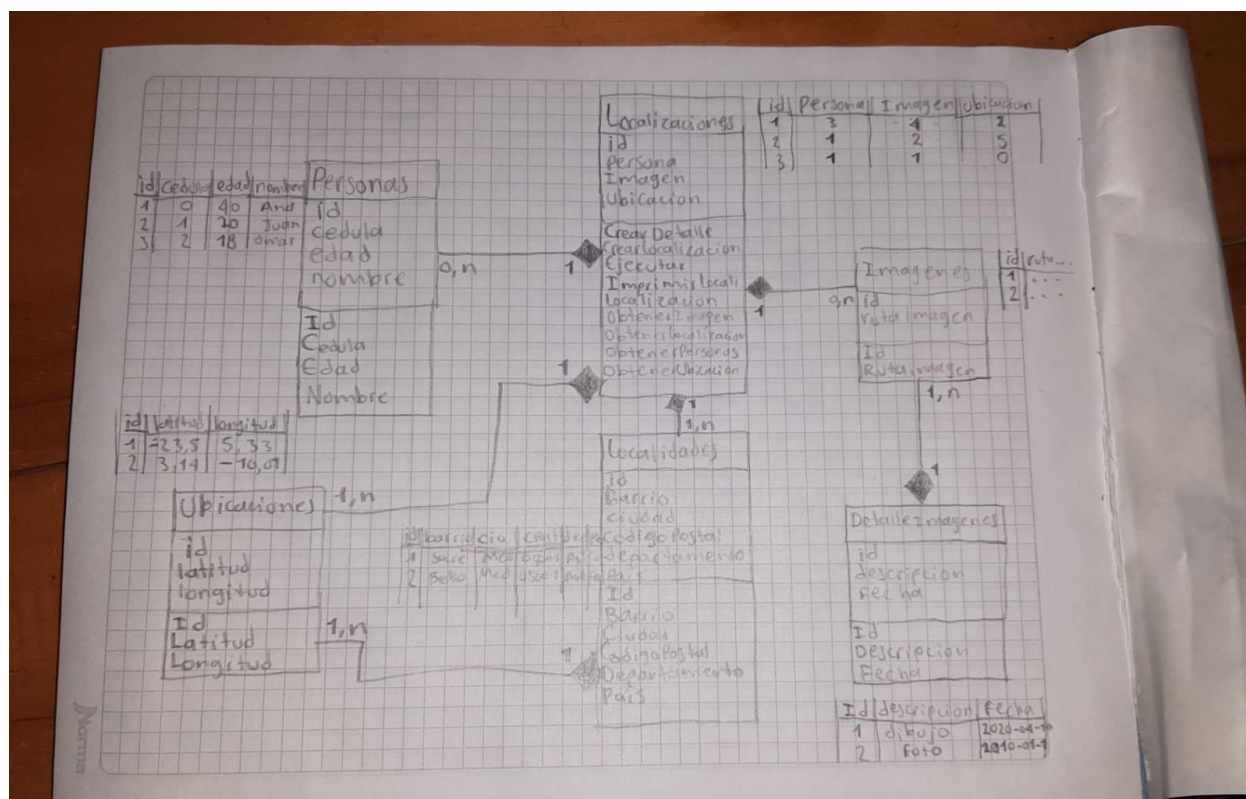 id Persona Imagen Ubicacion
1 3 4 2
2 1 2 5
3 1 1 0
Localizaciones
id
Persona
Imagen
Ubicacion
Crear Detalle
Crearlocalizacion
Ejecutar
Imprimirlocali
Localizacion
ObtenerImagen
ObtenerLocalizacion
ObtenerPersonas
ObtenerUbicacion
id cedula edad nombre
1 0 40 And
2 1 20 Juan
3 2 18 omar
Personas
id
cedula
edad
nombre
Id
Cedula
Edad
Nombre
0,n
1
1
0,n
Imagenes
id
rutaimagen
Id
RutaImagen
id ruta...
1 ...
2 ...
1,n
1
1
1
1,n
id latitud longitud
1 -23,5 5,33
2 3,14 -10,01
Ubicaciones
id
latitud
longitud
Id
Latitud
Longitud
1,n
1,n
1
Localidades
id
Barrio
ciudad
codigoPostal
departamento
Id
Barrio
Ciudad
CodigoPostal
Departamento
Pais
id
1
2
DetalleImagenes
id
descripcion
Fecha
Id
Descripcion
Fecha
Id descripcion Fecha
1 dibujo
2 Foto
Norma